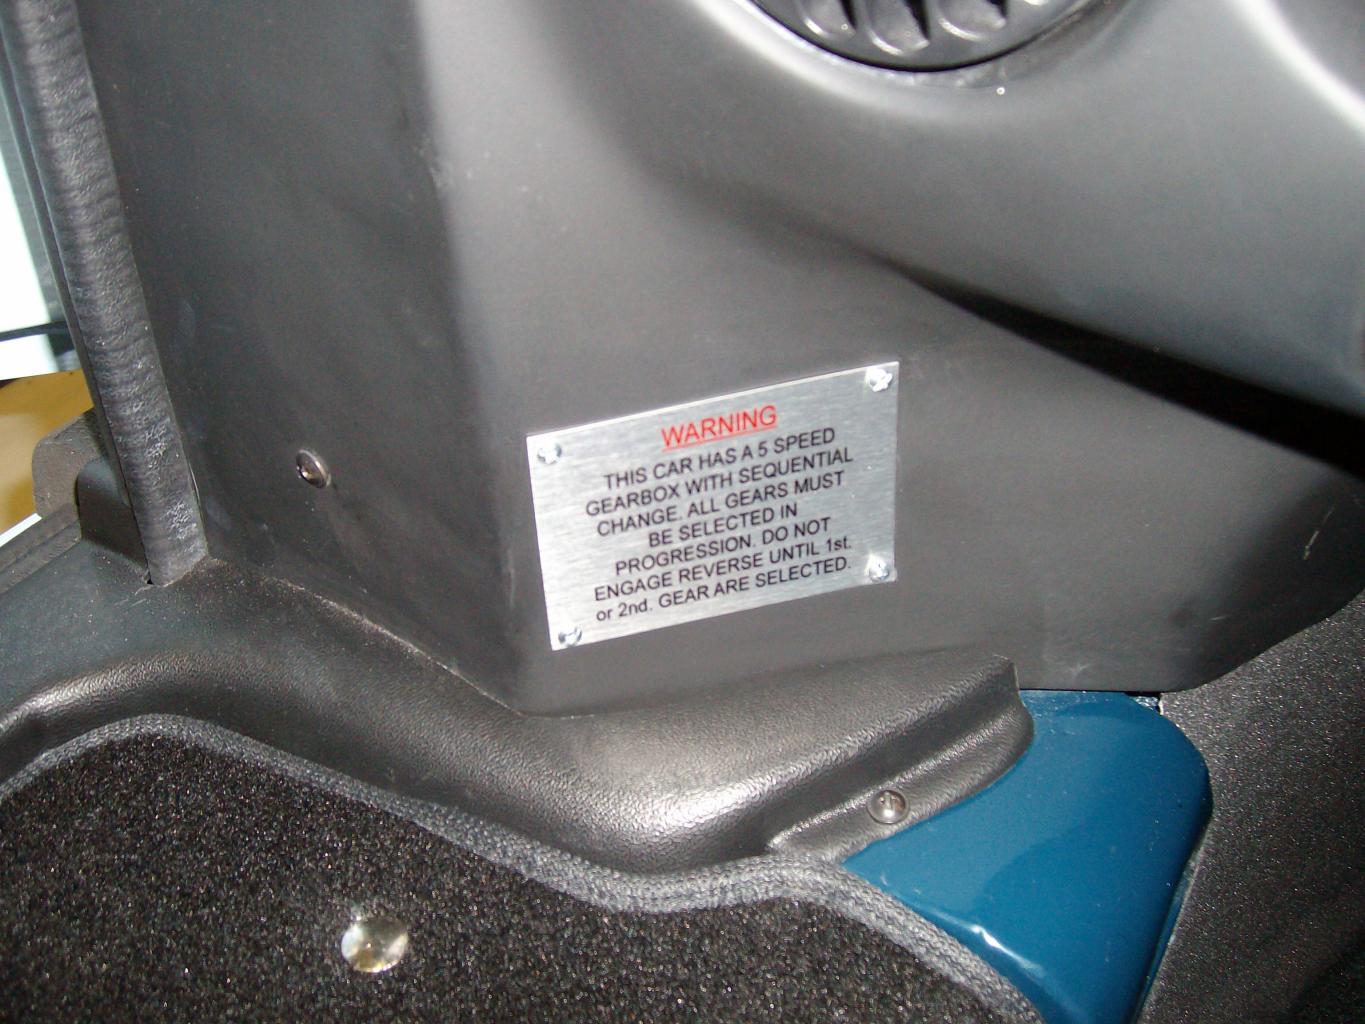 WARNING
THIS CAR HAS A 5 SPEED
GEARBOX WITH SEQUENTIAL
CHANGE. ALL GEARS MUST
BE SELECTED IN
PROGRESSION. DO NOT
ENGAGE REVERSE UNTIL 1st.
or 2nd. GEAR ARE SELECTED.